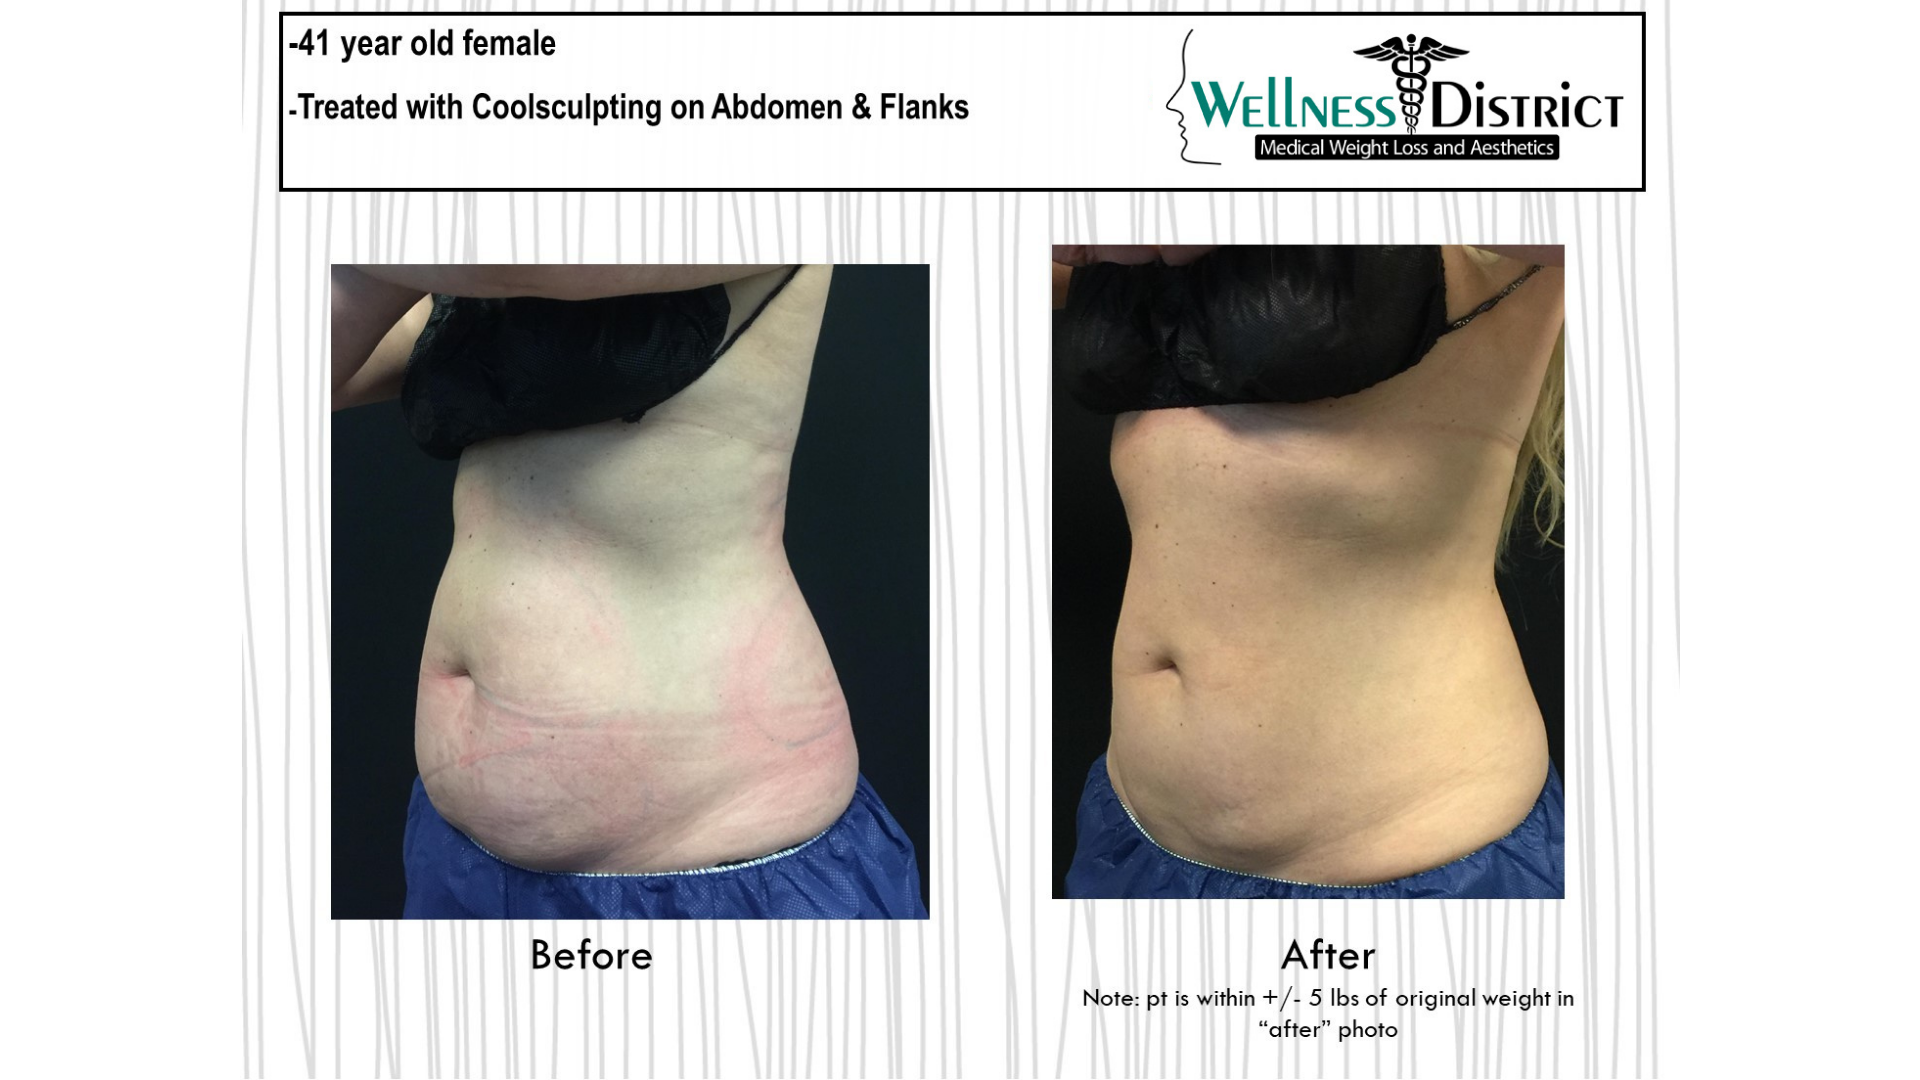 -41 year old female
-Treated with Coolsculpting on Abdomen & Flanks
Wellness District
Medical Weight Loss and Aesthetics
Before
After
Note: pt is within +/- 5 lbs of original weight in
“after” photo